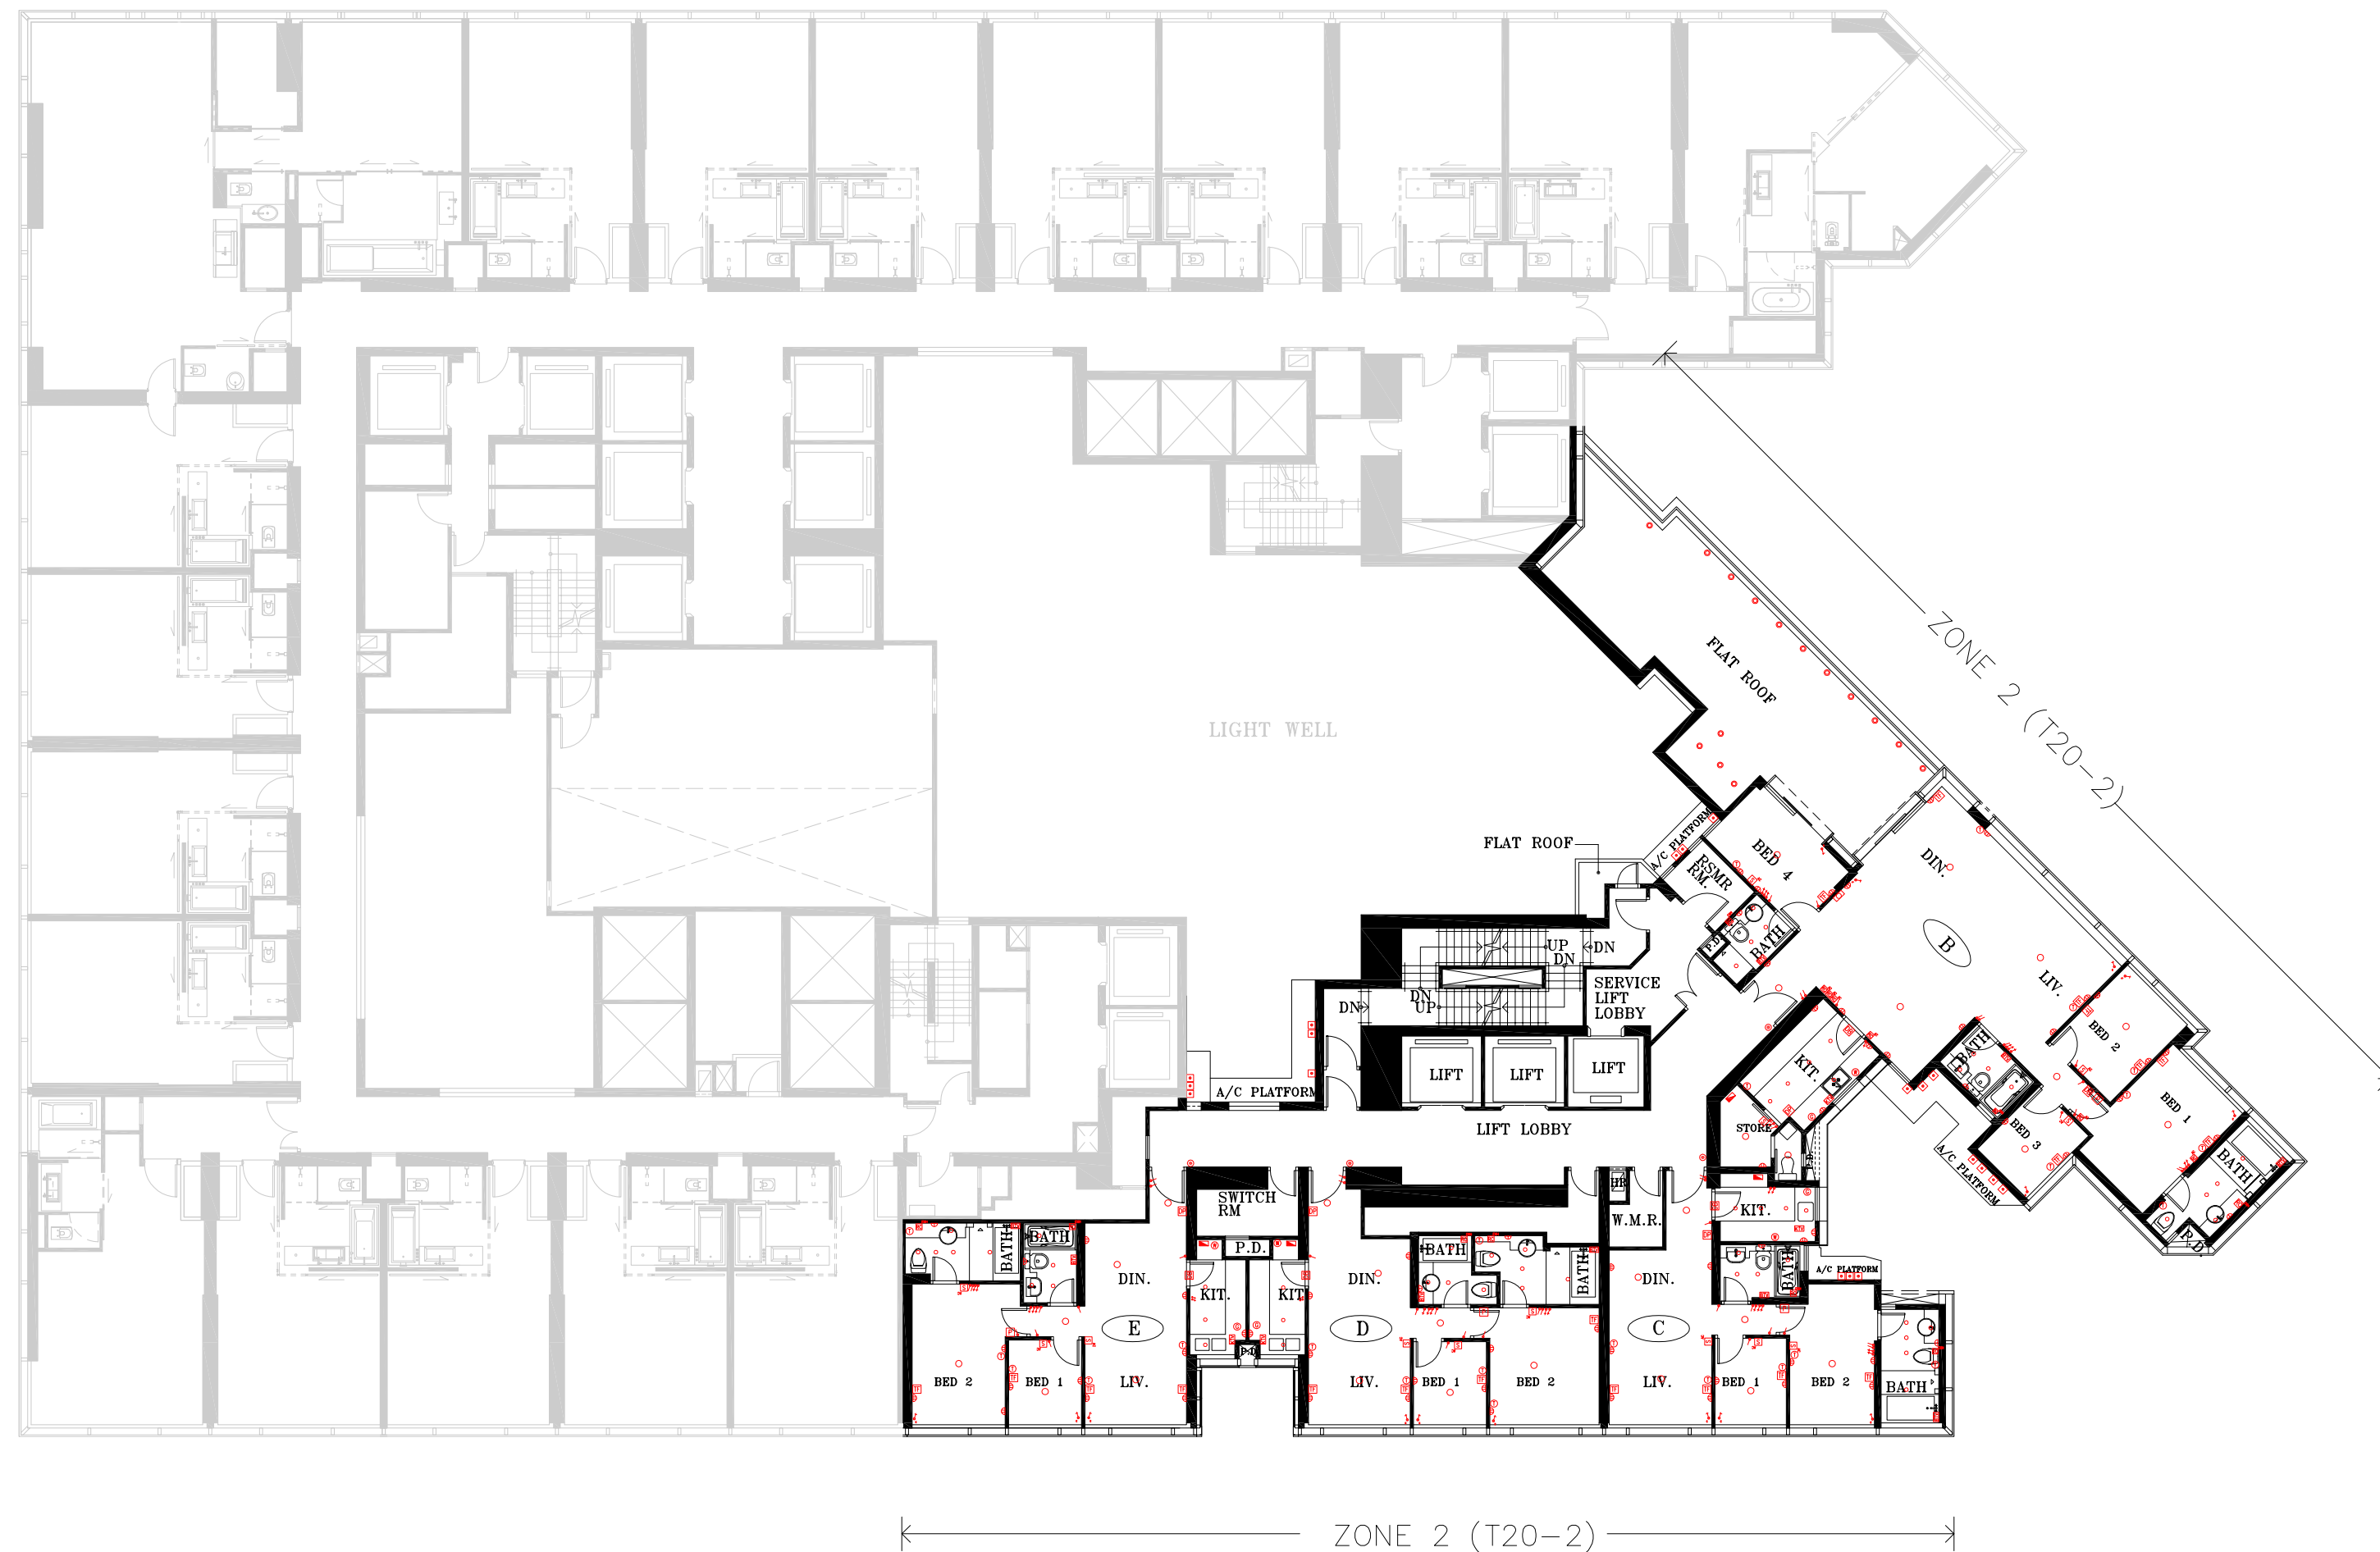 ZONE 2 (T20-2)
FLAT ROOF
LIGHT WELL
FLAT ROOF
A/C PLATFORM
BED 4
RSMR
RM.
DIN.
B
LIV.
BATH
P.D.
UP
DN
DN
SERVICE
LIFT
LOBBY
DN
DN
UP
BED 2
BATH
KIT.
BED 1
BED 3
BATH
P.D.
A/C PLATFORM
LIFT
LIFT
LIFT
A/C PLATFORM
LIFT LOBBY
STORE
SWITCH
RM
HR
W.M.R.
KIT.
BATH
BATH
P.D.
BATH
BATH
BATH
A/C PLATFORM
DIN.
KIT.
KIT
DIN.
DIN.
E
D
C
P.D.
BED 2
BED 1
LIV.
LIV.
BED 1
BED 2
LIV.
BED 1
BED 2
BATH
ZONE 2 (T20-2)